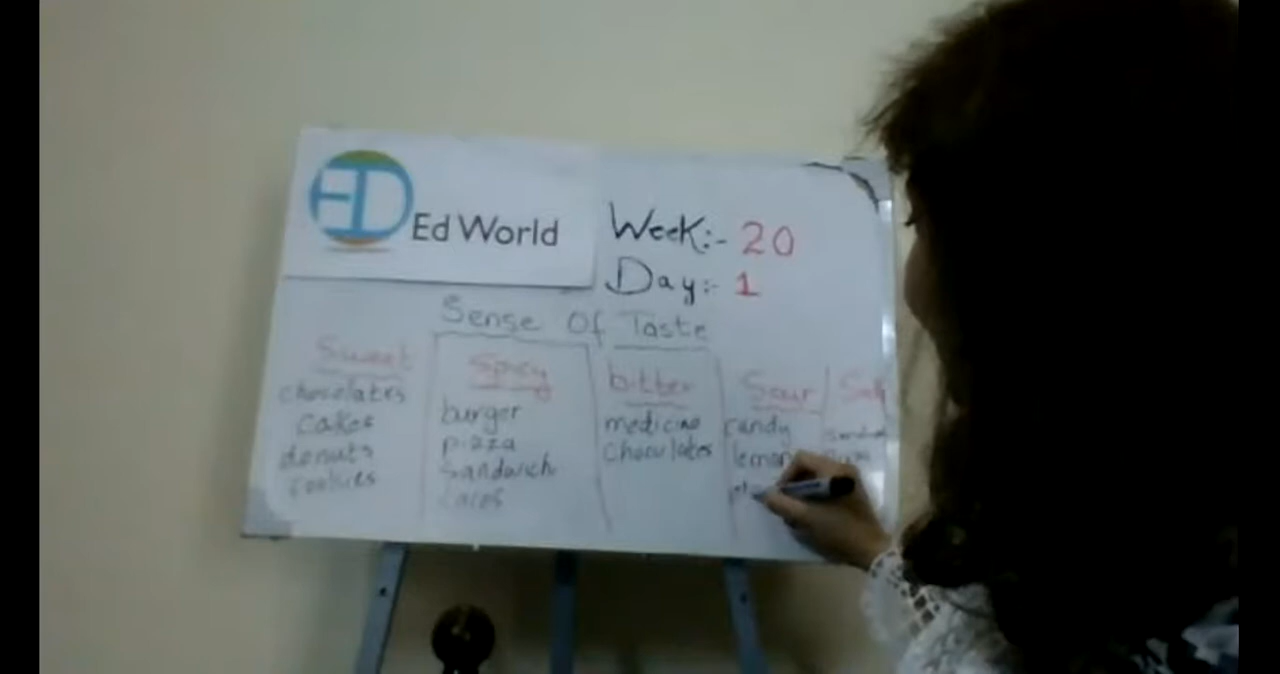 ED
Ed World
Week:- 20
Day:- 1
Sense Of Taste
Sweet
chocolates
Cakes
donuts
cookies
Spicy
burger
pizza
Sandwich
tacos
bitter
medicine
Chocolates
Sour
candy
lemon